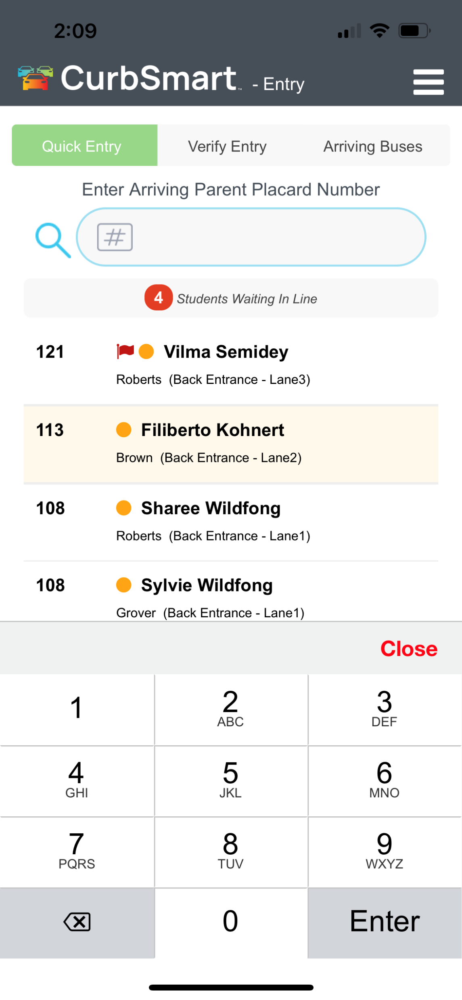 2:09
CurbSmart™ - Entry
Quick Entry Verify Entry Arriving Buses
Enter Arriving Parent Placard Number
#
4 Students Waiting In Line
121 Vilma Semidey
Roberts (Back Entrance - Lane3)
113 Filiberto Kohnert
Brown (Back Entrance - Lane2)
108 Sharee Wildfong
Roberts (Back Entrance - Lane1)
108 Sylvie Wildfong
Grover (Back Entrance - Lane1)
Close
1 2 3
ABC DEF
4 5 6
GHI JKL MNO
7 8 9
PQRS TUV WXYZ
0 Enter